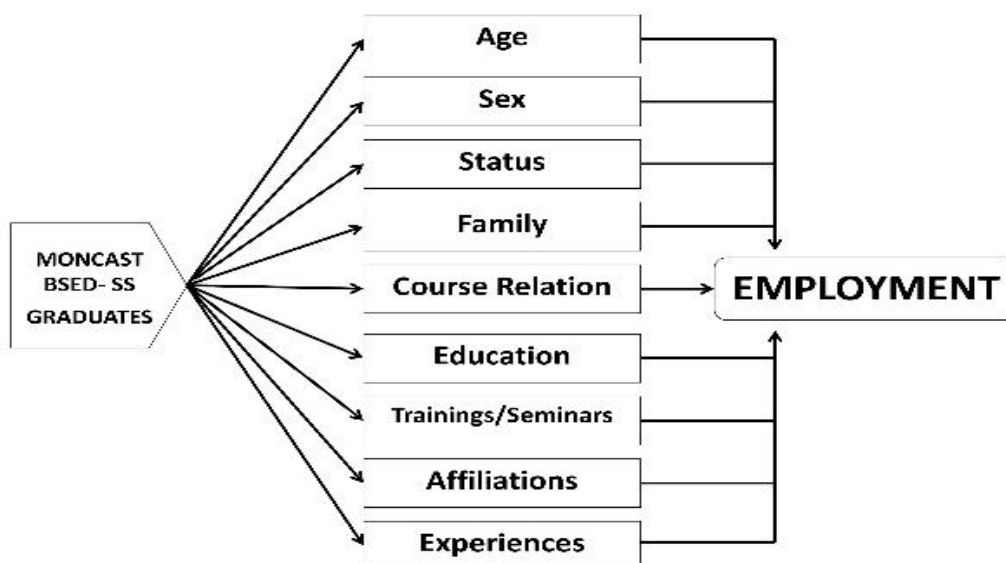 MONCAST
BSED- SS
GRADUATES
Age
Sex
Status
Family
Course Relation
Education
Trainings/Seminars
Affiliations
Experiences
EMPLOYMENT